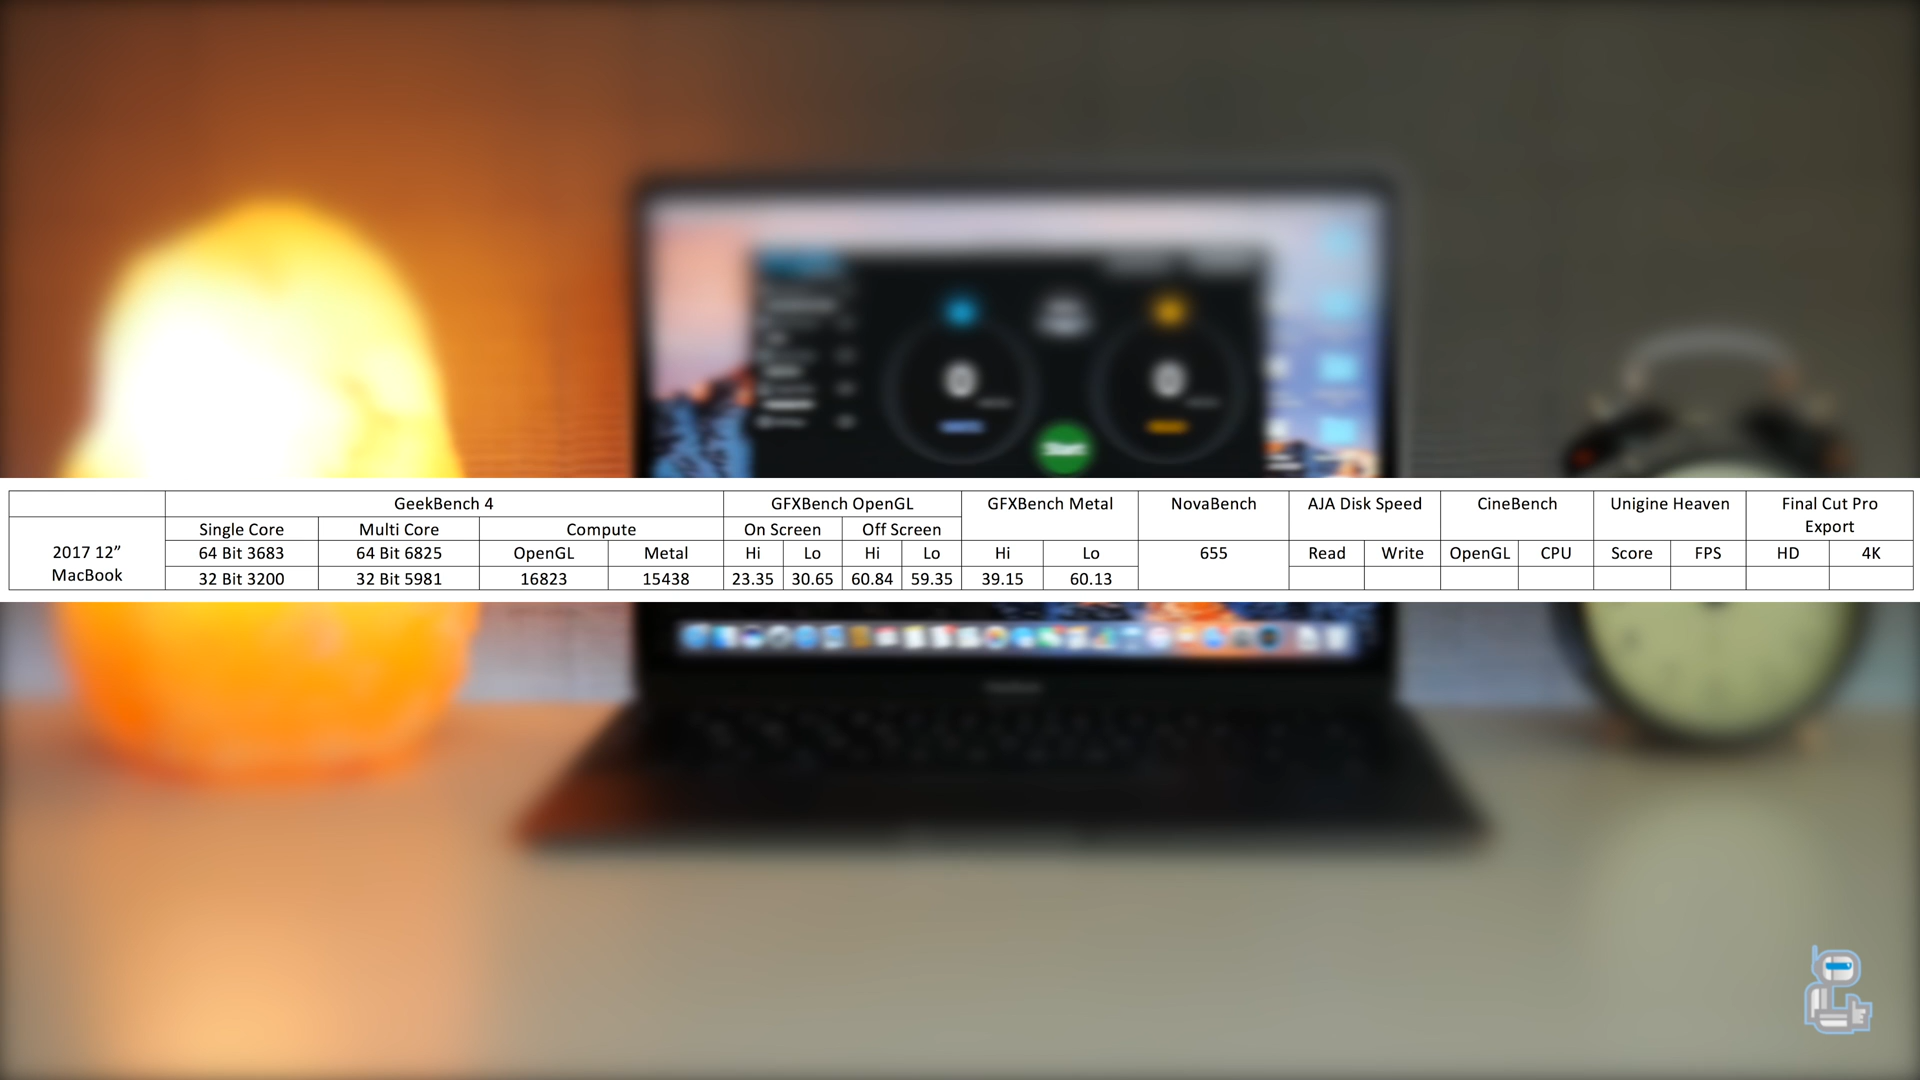 GeekBench 4 GFXBench OpenGL GFXBench Metal NovaBench AJA Disk Speed CineBench Unigine Heaven Final Cut Pro Export
Single Core Multi Core Compute On Screen Off Screen
2017 12” MacBook
64 Bit 3683 64 Bit 6825 OpenGL Metal Hi Lo Hi Lo Hi Lo 655 Read Write OpenGL CPU Score FPS HD 4K
32 Bit 3200 32 Bit 5981 16823 15438 23.35 30.65 60.84 59.35 39.15 60.13
Start